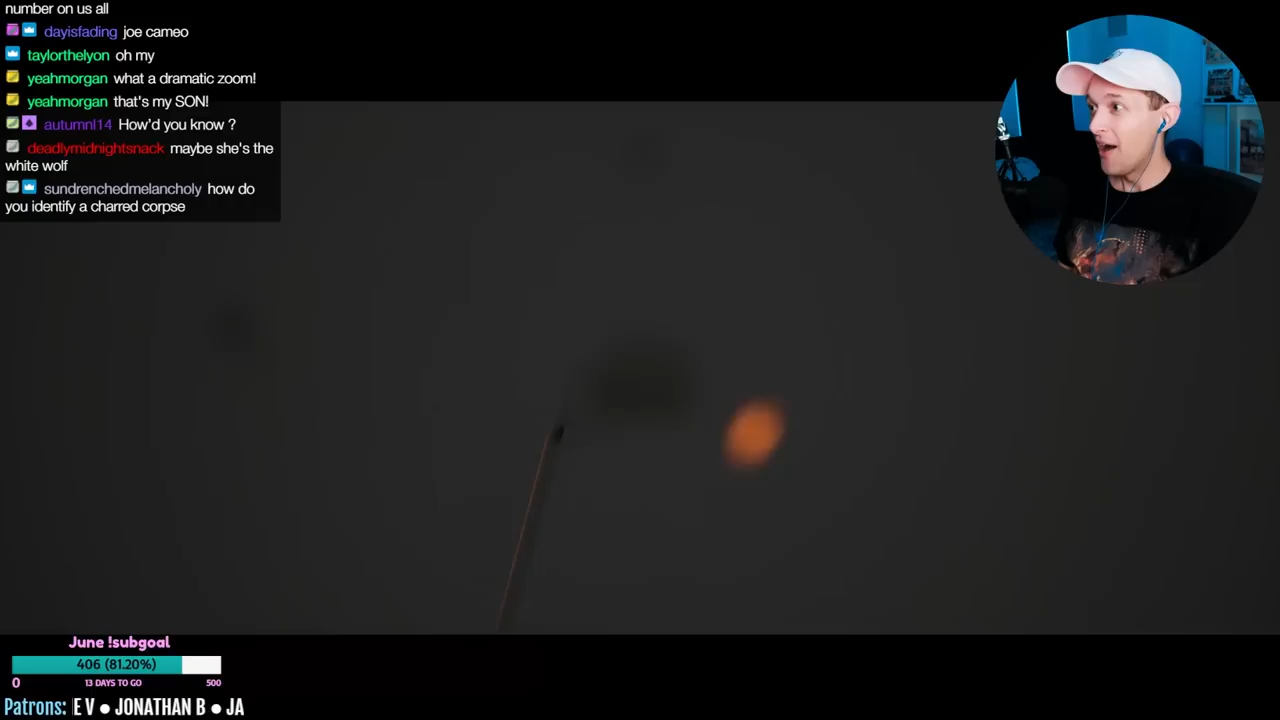 number on us all
dayisfading joe cameo
taylorthelyon oh my
yeahmorgan what a dramatic zoom!
yeahmorgan that's my SON!
autumnl14 How'd you know ?
deadlymidnightsnack maybe she's the
white wolf
sundrenchedmelancholy how do
you identify a charred corpse
June !subgoal
406 (81.20%)
0 13 DAYS TO GO 500
Patrons: E V ● JONATHAN B ● JA